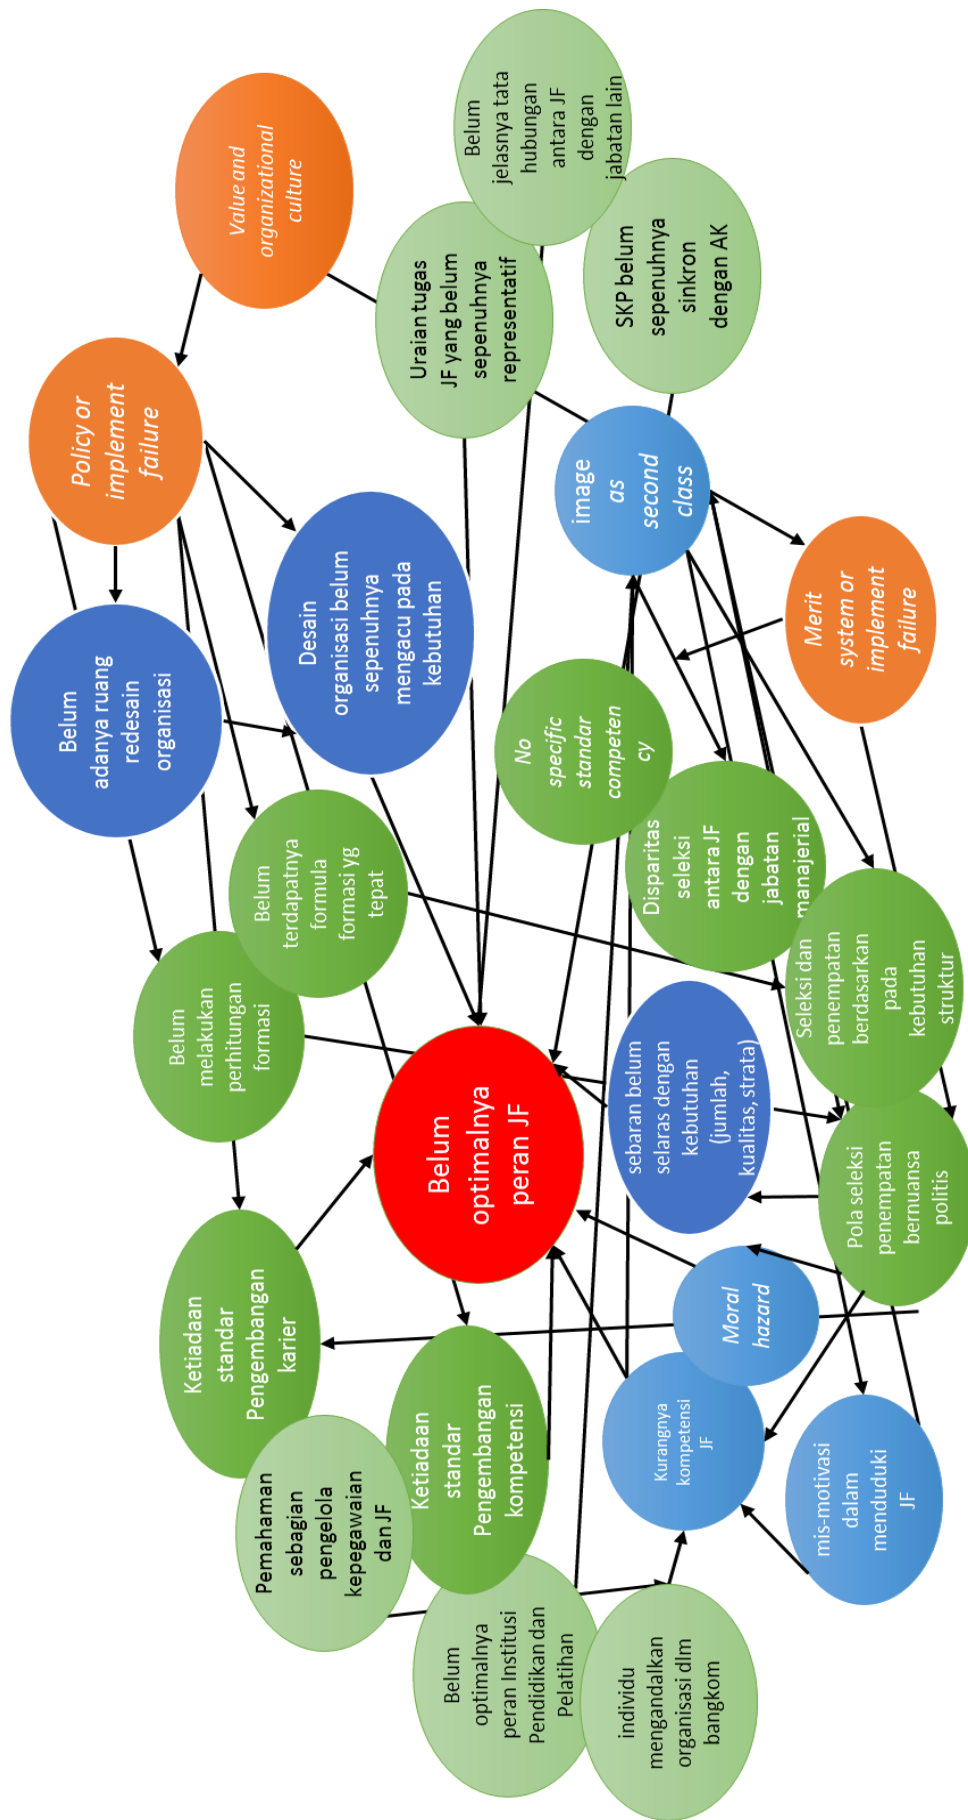 Belum
adanya ruang
redesain
organisasi
Policy or
implement
failure
Ketiadaan
standar
Pengembangan
karier
Belum
melakukan
perhitungan
formasi
Value and
organizational
culture
Pemahaman
sebagian
pengelola
kepegawaian
dan JF
Belum
terdapatnya
formula
formasi yg
tepat
Desain
organisasi belum
sepenuhnya
mengacu pada
kebutuhan
Uraian tugas
JF yang belum
sepenuhnya
representatif
Belum
optimalnya
peran Institusi
Pendidikan dan
Pelatihan
Ketiadaan
standar
Pengembangan
kompetensi
Belum
optimalnya
peran JF
Belum
jelasnya tata
hubungan
antara JF
dengan
jabatan lain
No
specific
standar
competen
cy
image
as
second
class
SKP belum
sepenuhnya
sinkron
dengan AK
individu
mengandalkan
organisasi dlm
bangkom
Kurangnya
kompetensi
JF
Moral
hazard
sebaran belum
selaras dengan
kebutuhan
(jumlah,
kualitas, strata)
Disparitas
seleksi
antara JF
dengan
jabatan
manajerial
mis-motivasi
dalam
menduduki
JF
Pola seleksi
penempatan
bernuansa
politis
Seleksi dan
penempatan
berdasarkan
pada
kebutuhan
struktur
Merit
system or
implement
failure